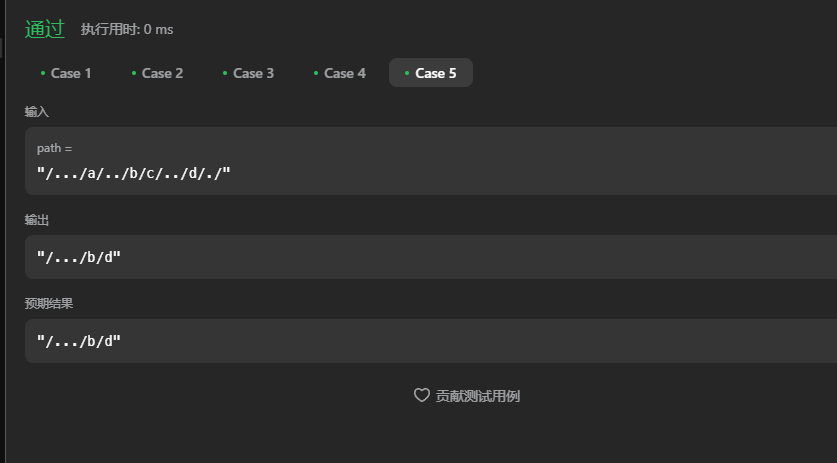 通过 执行用时: 0 ms
Case 1 Case 2 Case 3 Case 4 Case 5
输入
path =
"/.../a/../b/c/../d/./"
输出
"/.../b/d"
预期结果
"/.../b/d"
贡献测试用例